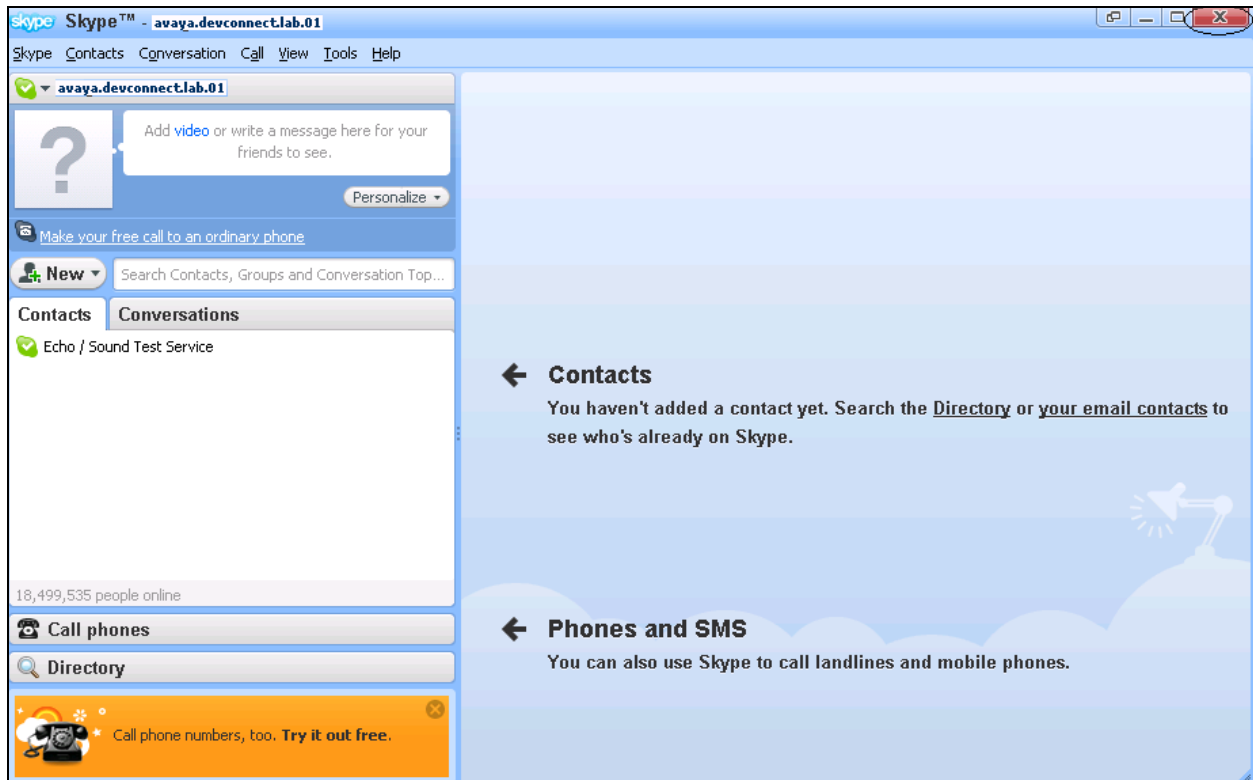 skype Skype™ - avaya.devconnect.lab.01
Skype Contacts Conversation Call View Tools Help
avaya.devconnect.lab.01
Add video or write a message here for your
friends to see.
?
Personalize
Make your free call to an ordinary phone
New
Search Contacts, Groups and Conversation Top...
Contacts Conversations
Echo / Sound Test Service
18,499,535 people online
Call phones
Directory
Call phone numbers, too. Try it out free.
Contacts
You haven't added a contact yet. Search the Directory or your email contacts to
see who's already on Skype.
Phones and SMS
You can also use Skype to call landlines and mobile phones.